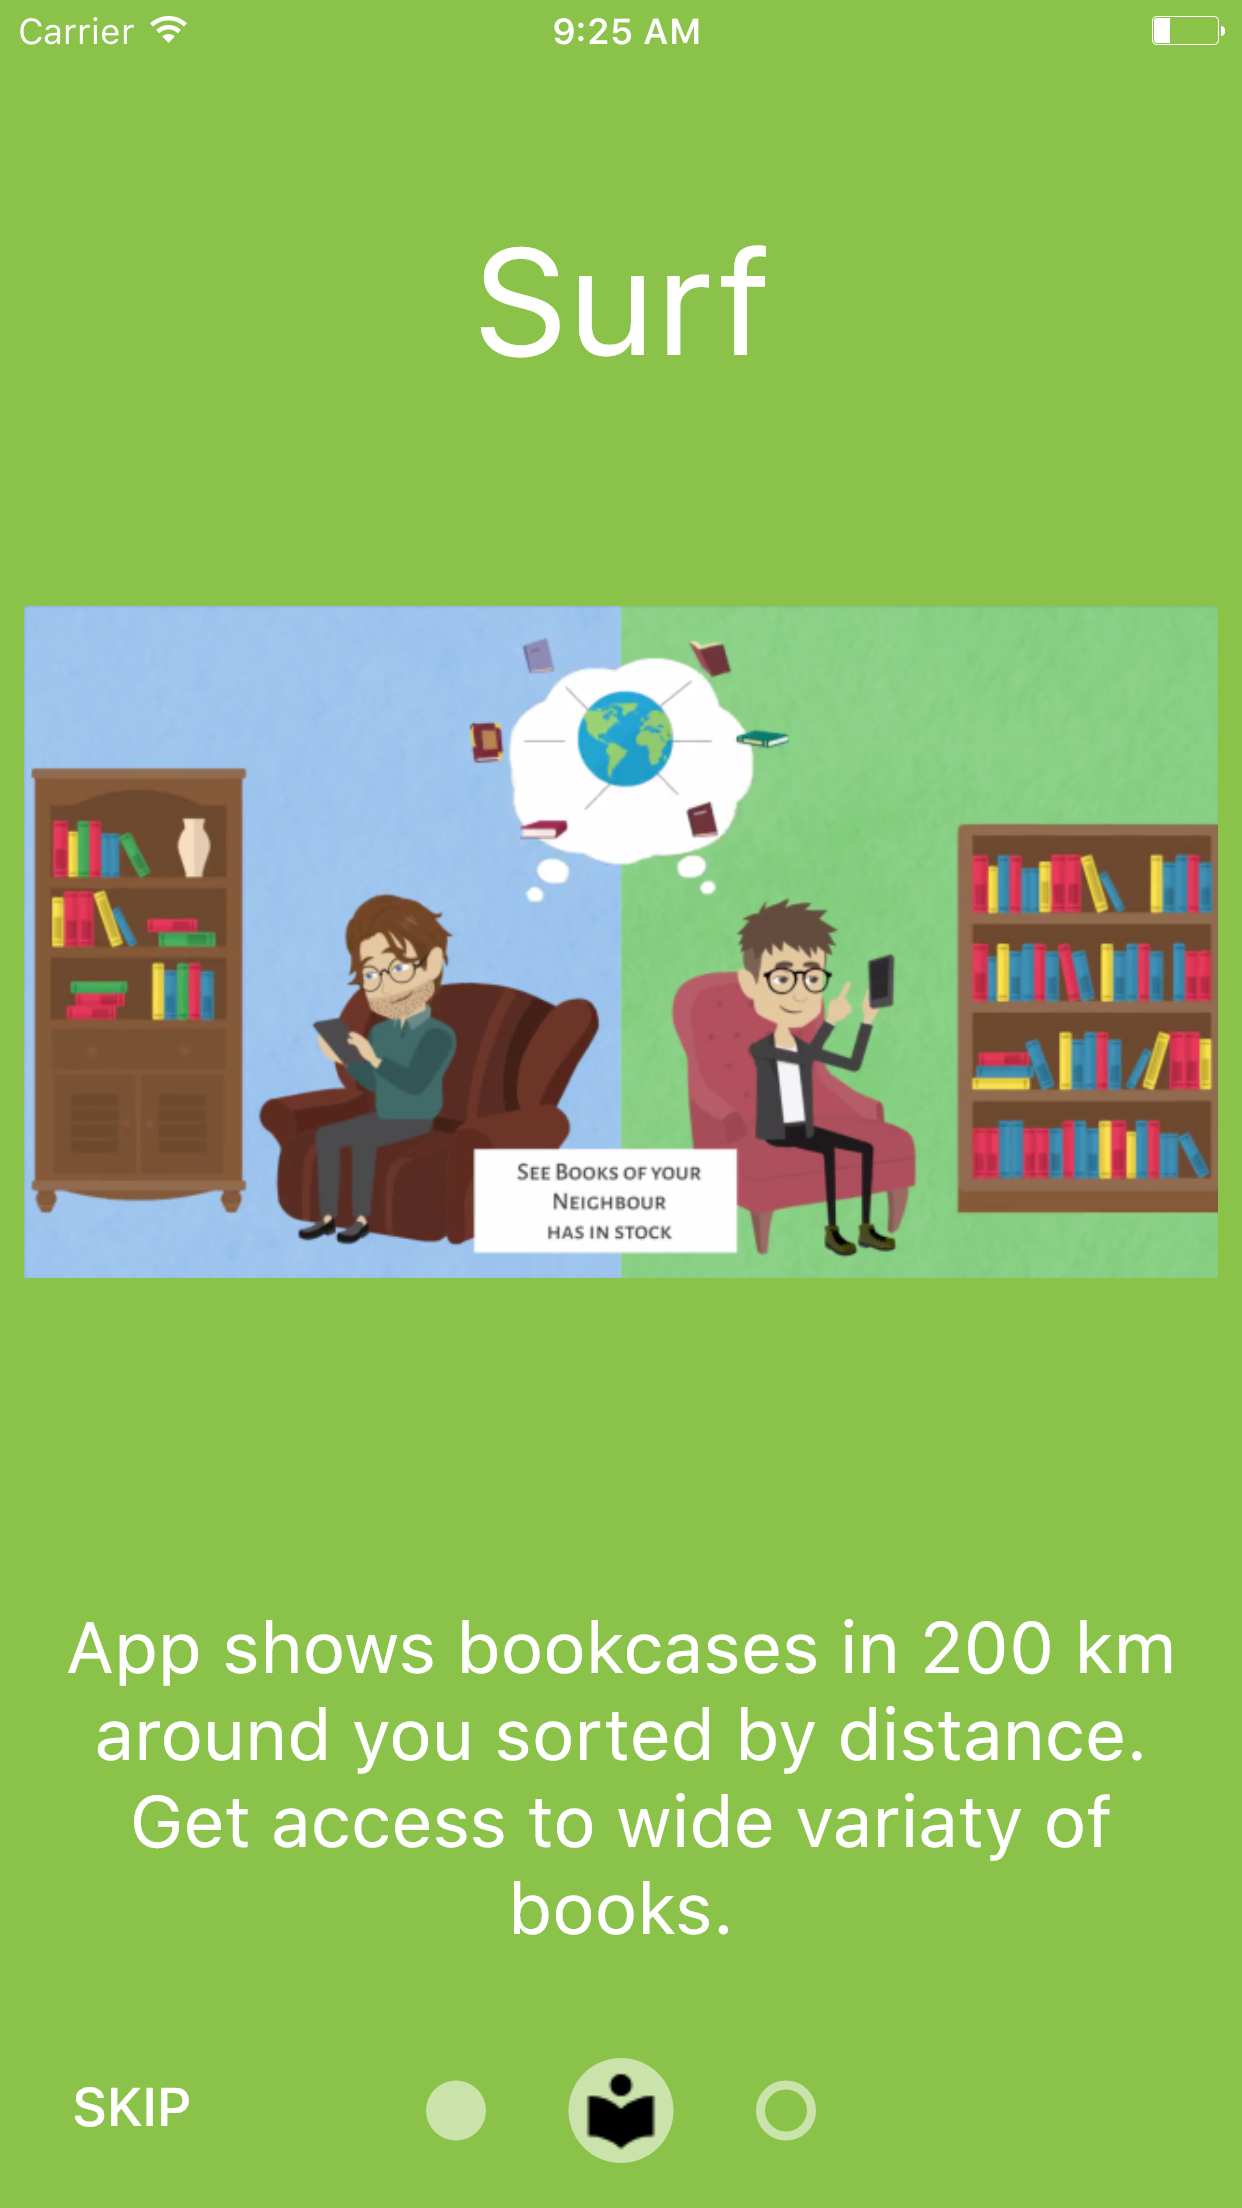 Carrier 9:25 AM
Surf
See Books of your
Neighbour
has in stock
App shows bookcases in 200 km
around you sorted by distance.
Get access to wide variaty of
books.
SKIP